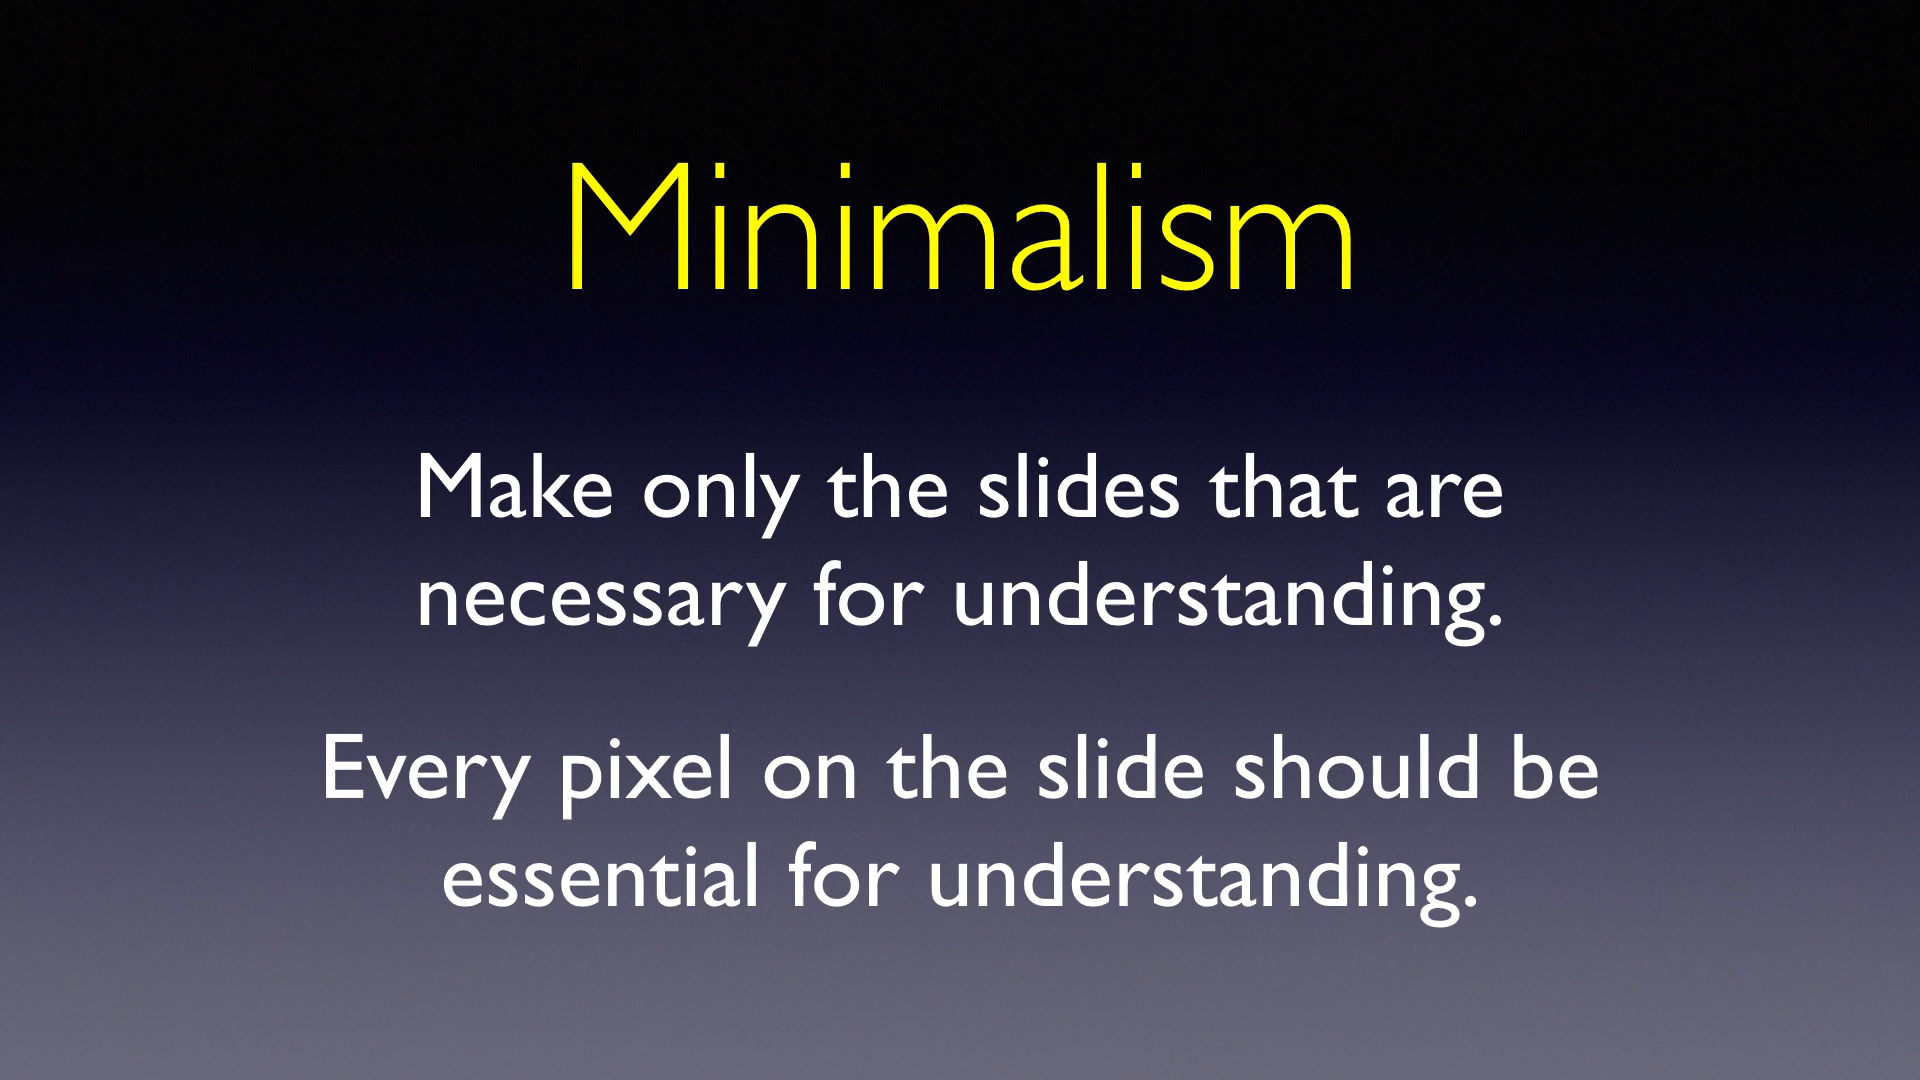 Minimalism
Make only the slides that are
necessary for understanding.
Every pixel on the slide should be
essential for understanding.